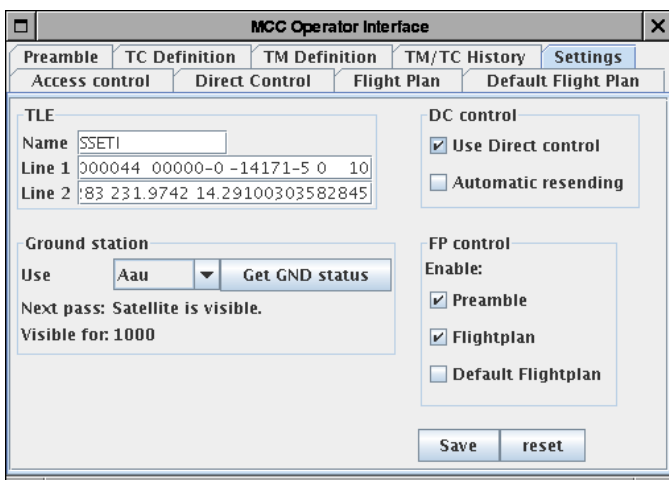 MCC Operator Interface
Preamble TC Definition TM Definition TM/TC History Settings
Access control Direct Control Flight Plan Default Flight Plan
TLE
Name SSETI
Line 1 000044 00000-0 -14171-5 0 10
Line 2 83 231.9742 14.29100303582845
Ground station
Use Aau Get GND status
Next pass: Satellite is visible.
Visible for: 1000
DC control
Use Direct control
Automatic resending
FP control
Enable:
Preamble
Flightplan
Default Flightplan
Save reset